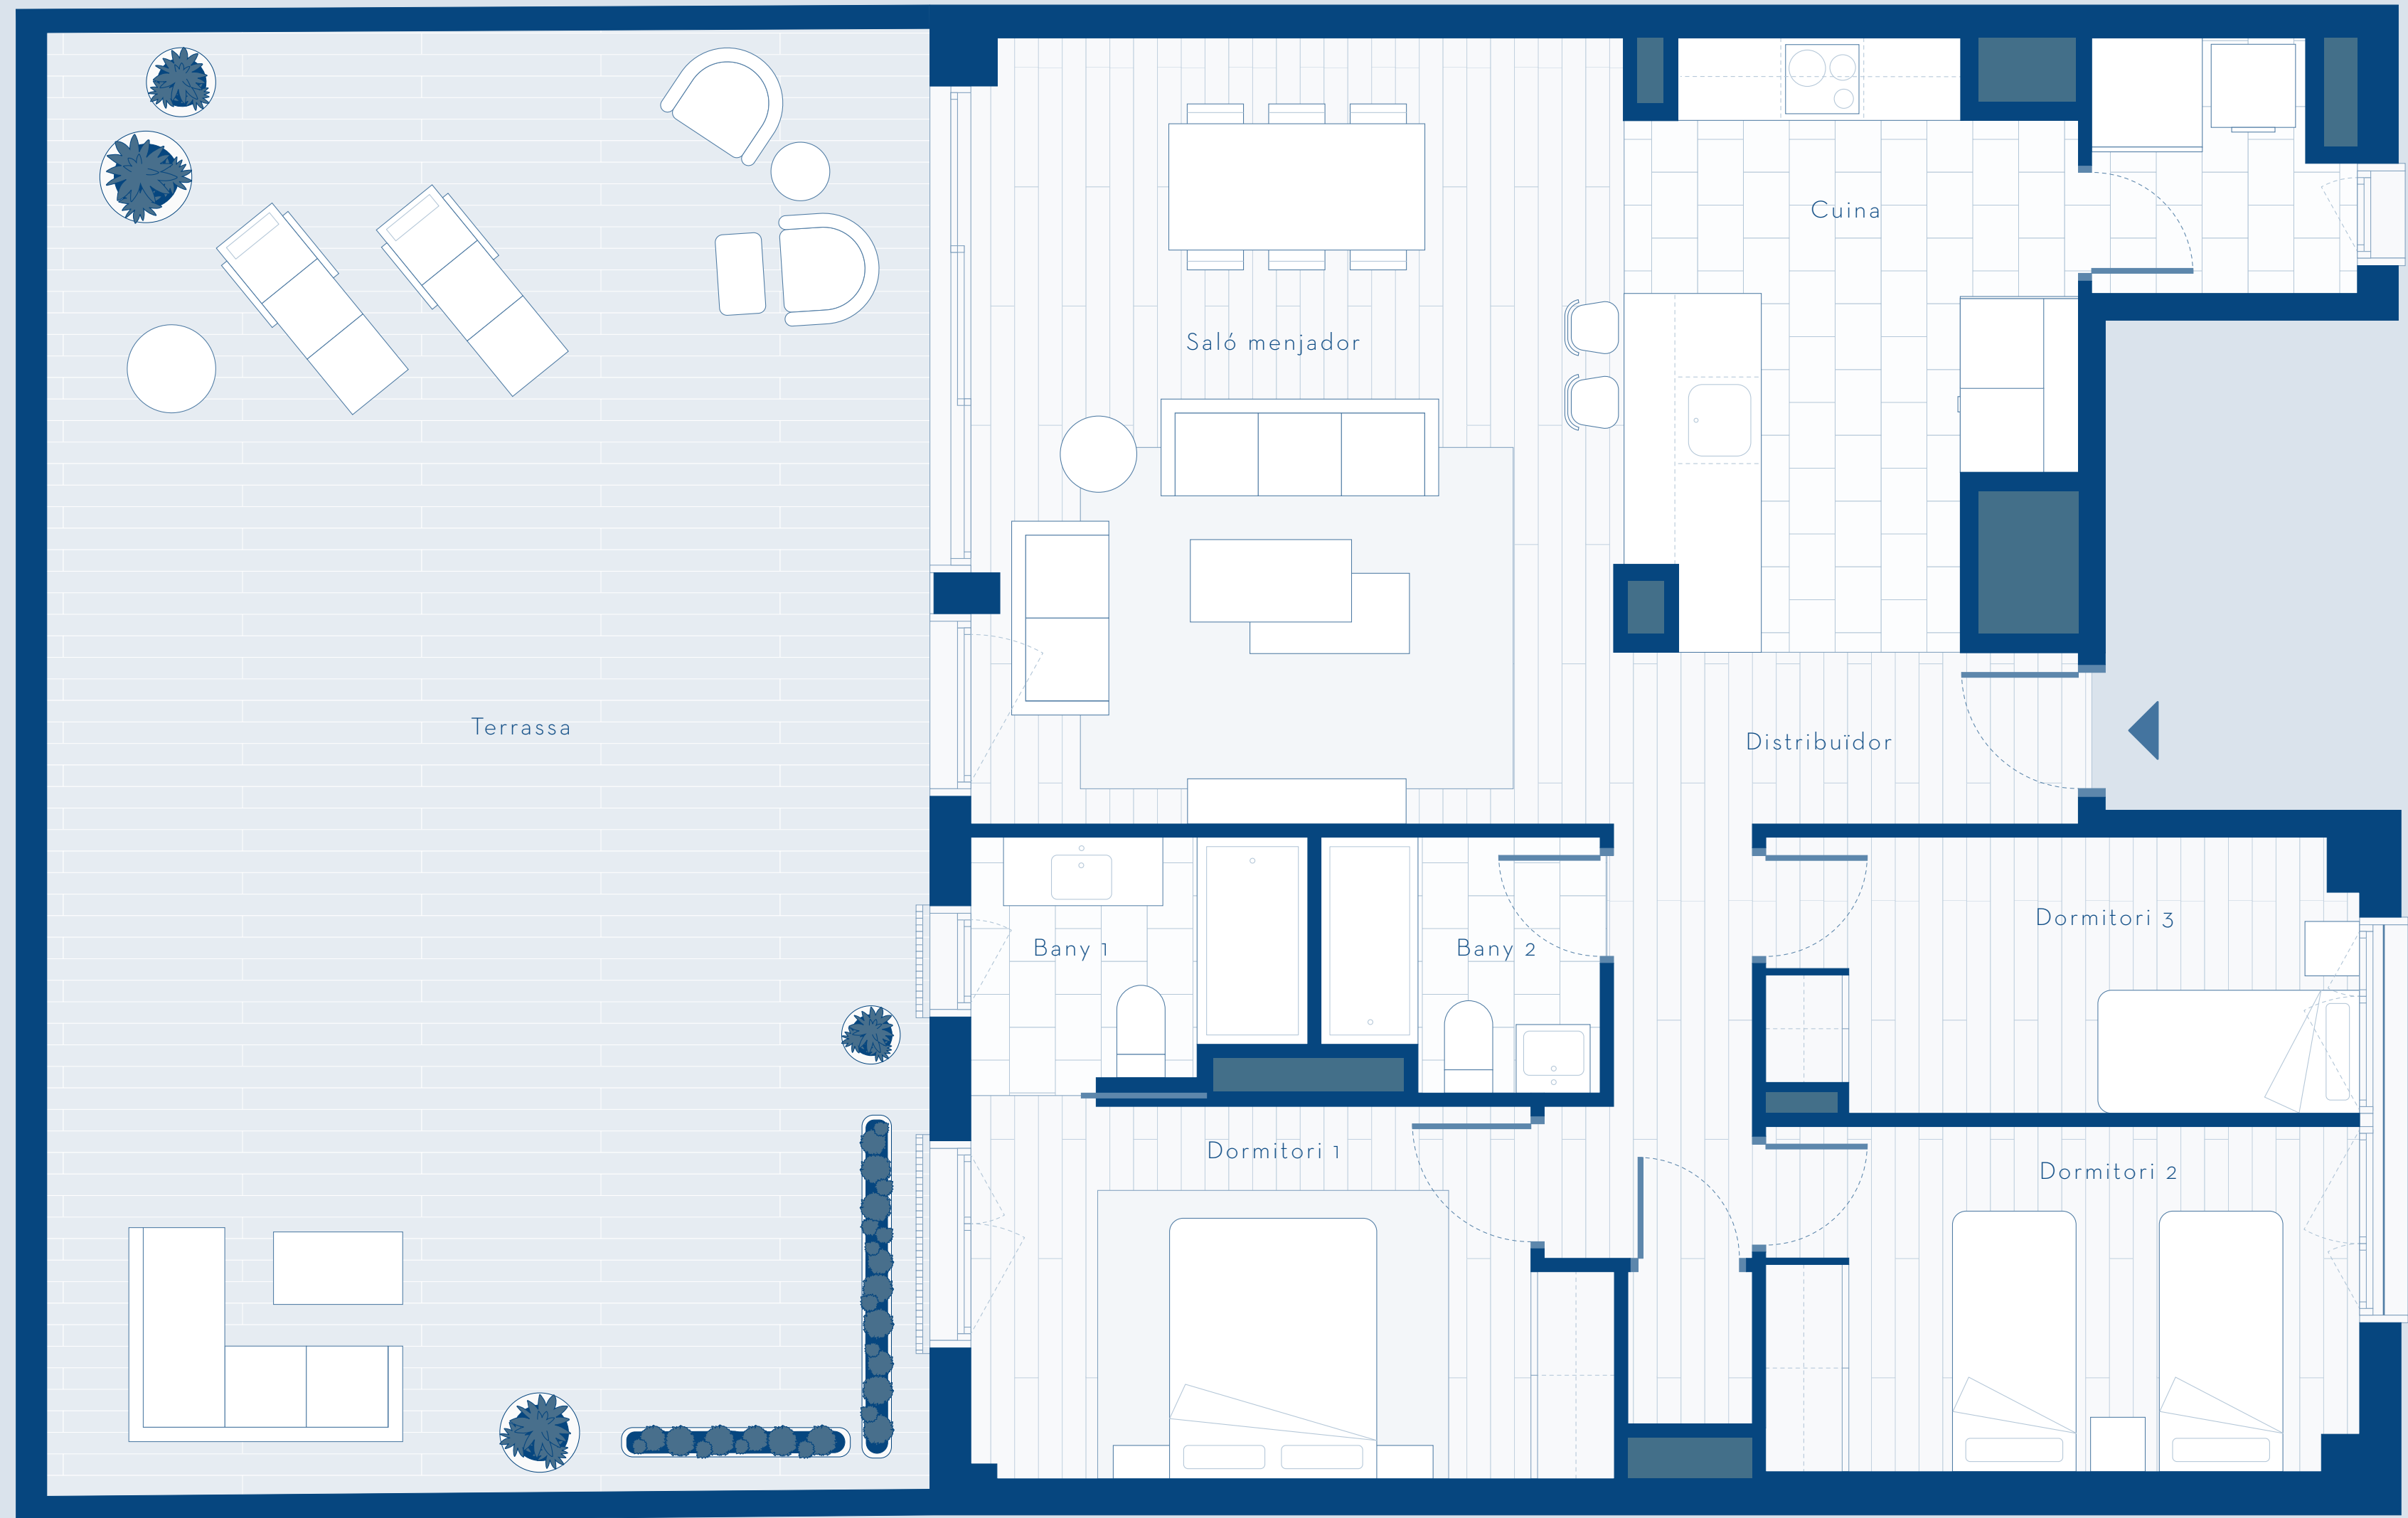 Cuina
Saló menjador
Terrassa
Distribuïdor
Dormitori 3
Bany 1
Bany 2
Dormitori 1
Dormitori 2